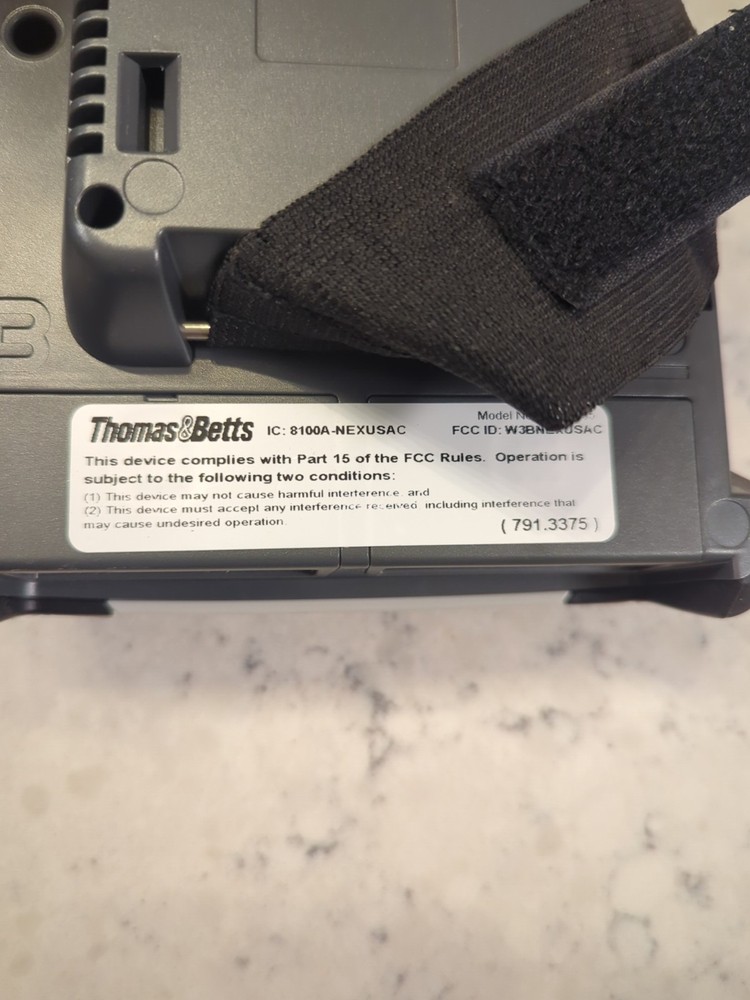 3
Model
Thomas&Betts IC: 8100A-NEXUSAC FCC ID:
This device complies with Part 15 of the FCC Rules. Operation is
subject to the following two conditions:
(1) This device may not cause harmful interference, and
(2) This device must accept any interference received, including interference that
may cause undesired operation.
( 791.3375 )